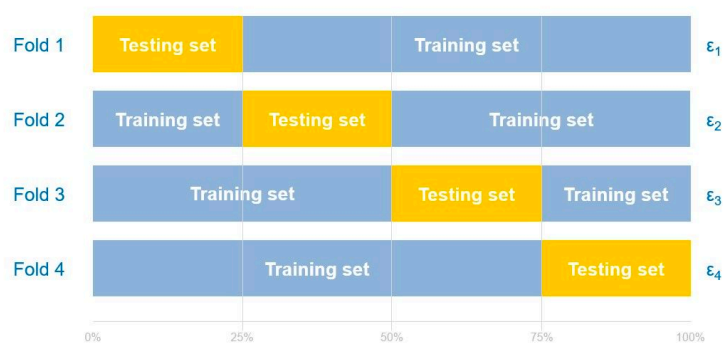 Fold 1 Testing set Training set ε₁
Fold 2 Training set Testing set Training set ε₂
Fold 3 Training set Testing set Training set ε₃
Fold 4 Training set Testing set ε₄
0% 25% 50% 75% 100%